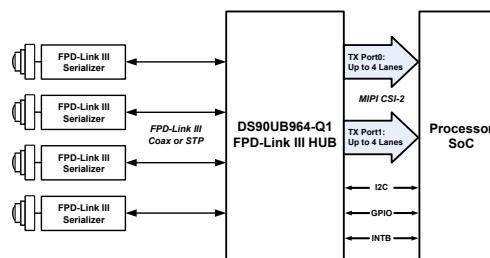 FPD-Link III
Serializer
FPD-Link III
Serializer
FPD-Link III
Serializer
FPD-Link III
Serializer
FPD-Link III
Coax or STP
DS90UB964-Q1
FPD-Link III HUB
TX Port0:
Up to 4 Lanes
MIPI CSI-2
TX Port1:
Up to 4 Lanes
I2C
GPIO
INTB
Processor
SoC